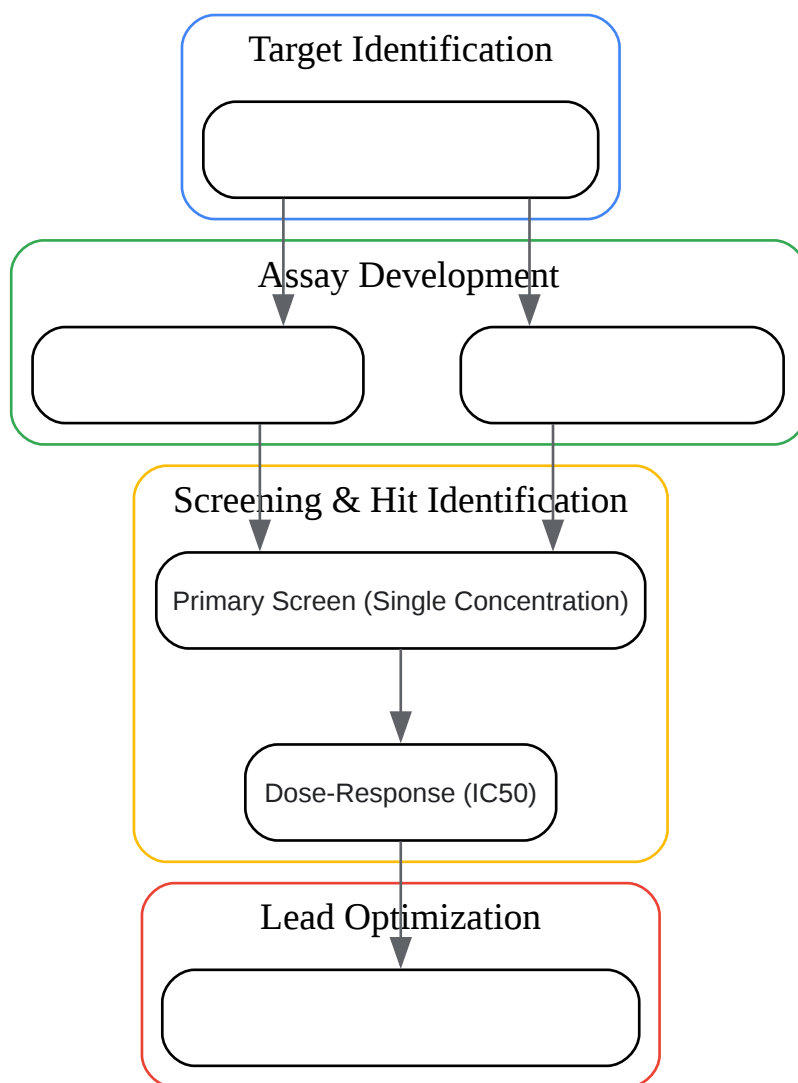 Target Identification
Assay Development
Screening & Hit Identification
Primary Screen (Single Concentration)
Dose-Response (IC50)
Lead Optimization